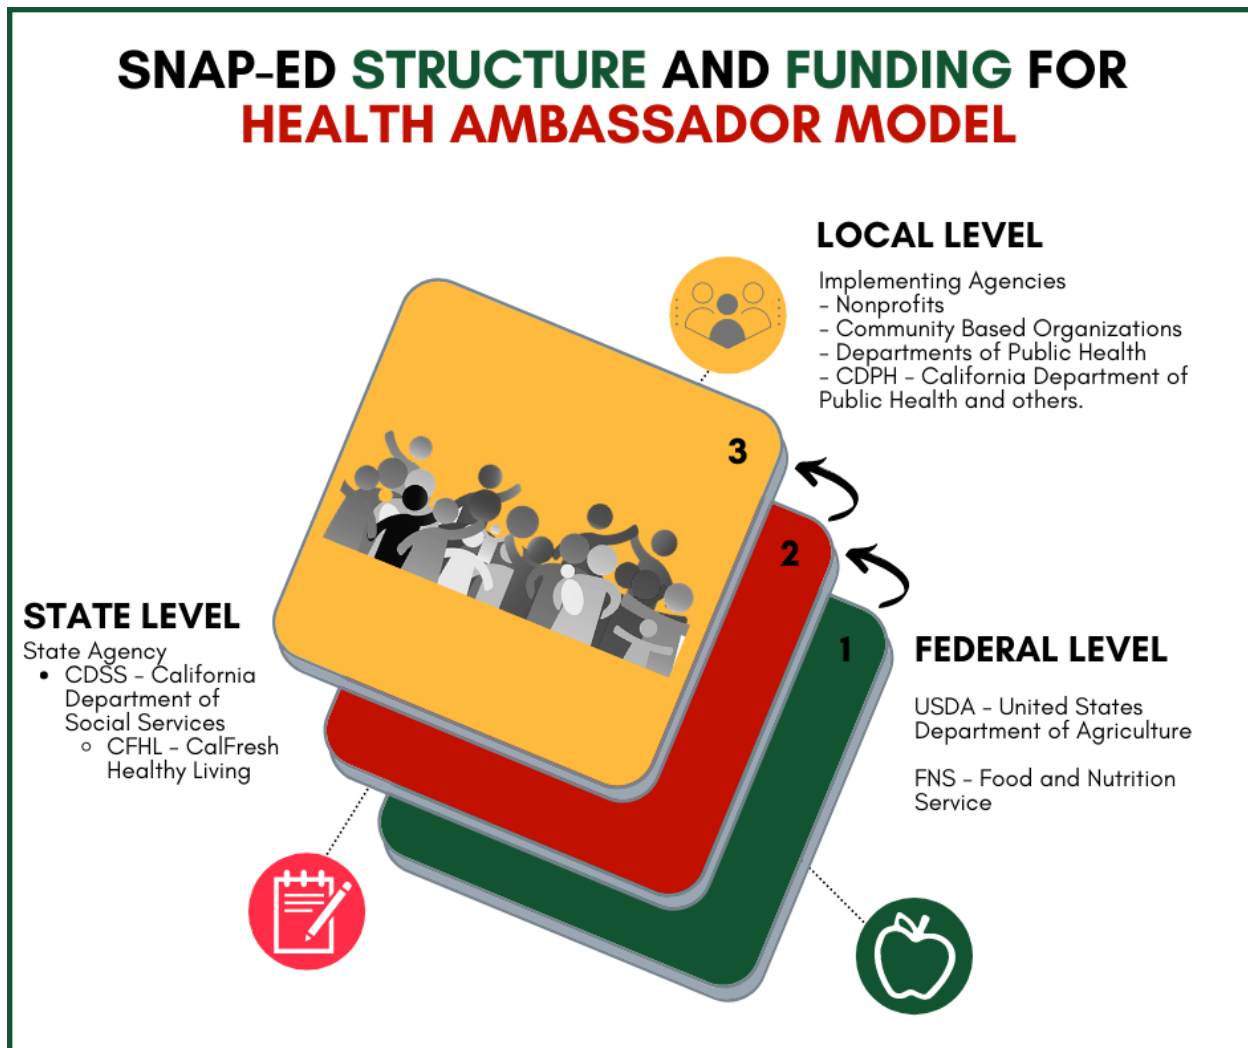 SNAP-ED STRUCTURE AND FUNDING FOR
HEALTH AMBASSADOR MODEL
LOCAL LEVEL
Implementing Agencies
- Nonprofits
- Community Based Organizations
- Departments of Public Health
- CDPH - California Department of
Public Health and others.
3
2
1
STATE LEVEL
State Agency
• CDSS - California
Department of
Social Services
◦ CFHL - CalFresh
Healthy Living
FEDERAL LEVEL
USDA - United States
Department of Agriculture
FNS - Food and Nutrition
Service